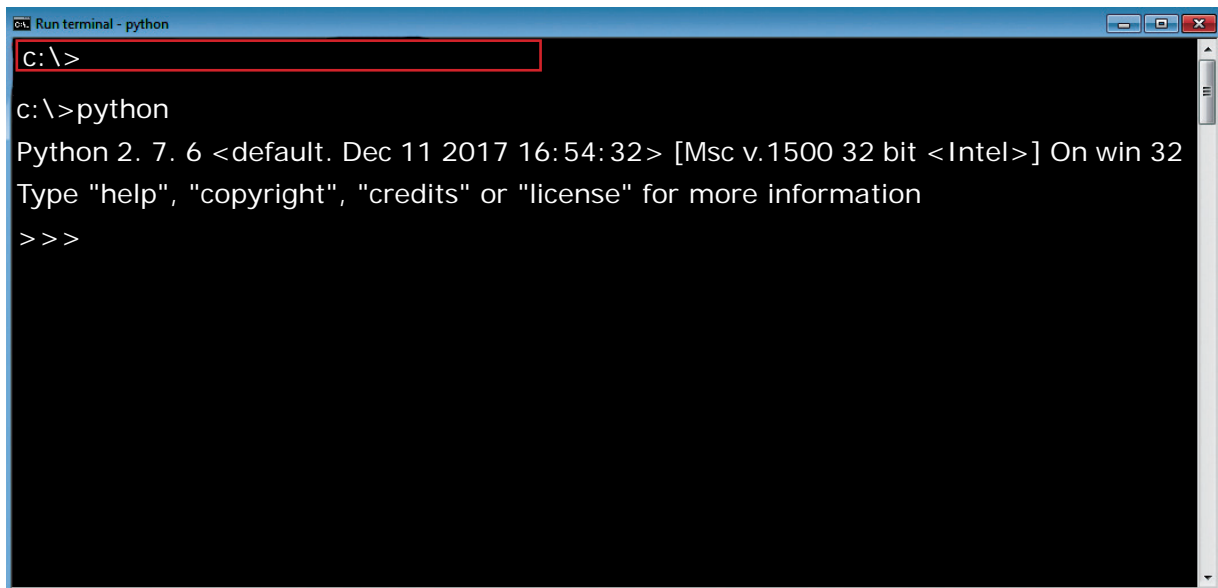 Run terminal - python
c:\>
c:\>python
Python 2. 7. 6 <default. Dec 11 2017 16:54:32> [Msc v.1500 32 bit <Intel>] On win 32
Type "help", "copyright", "credits" or "license" for more information
>>>